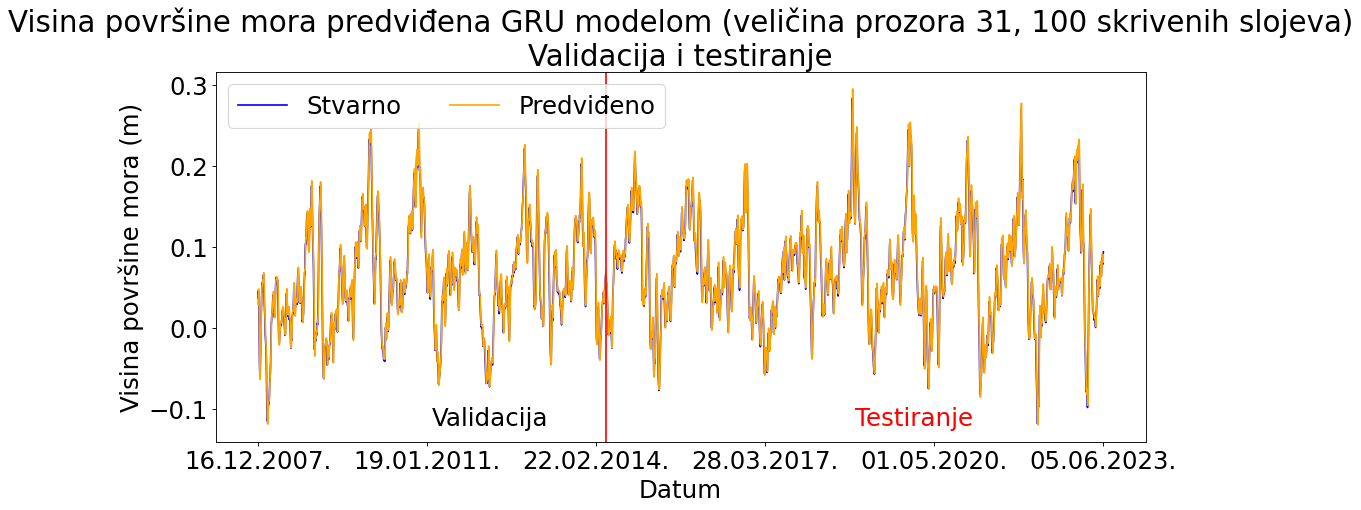 Visina površine mora predviđena GRU modelom (veličina prozora 31, 100 skrivenih slojeva)
Validacija i testiranje
Stvarno
Predviđeno
Visina površine mora (m)
0.3
0.2
0.1
0.0
−0.1
Validacija
Testiranje
16.12.2007.
19.01.2011.
22.02.2014.
28.03.2017.
01.05.2020.
05.06.2023.
Datum